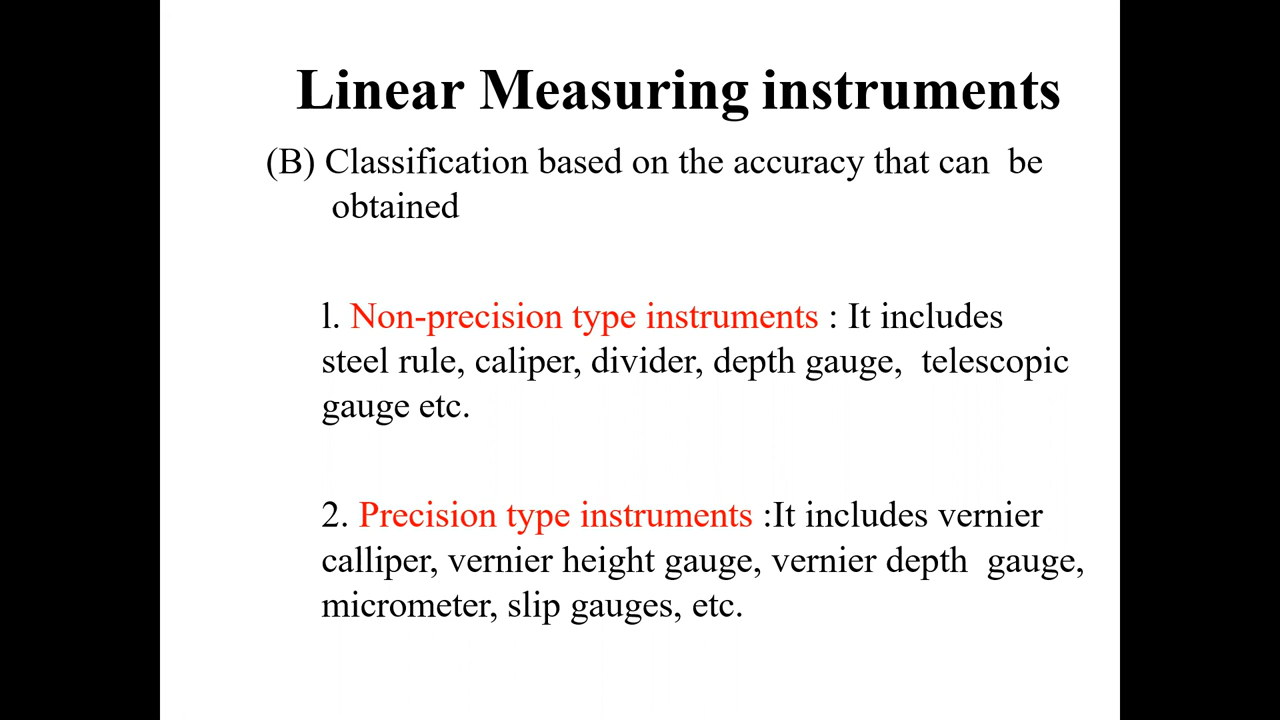 Linear Measuring instruments
(B) Classification based on the accuracy that can be
obtained
l. Non-precision type instruments : It includes
steel rule, caliper, divider, depth gauge, telescopic
gauge etc.
2. Precision type instruments :It includes vernier
calliper, vernier height gauge, vernier depth gauge,
micrometer, slip gauges, etc.